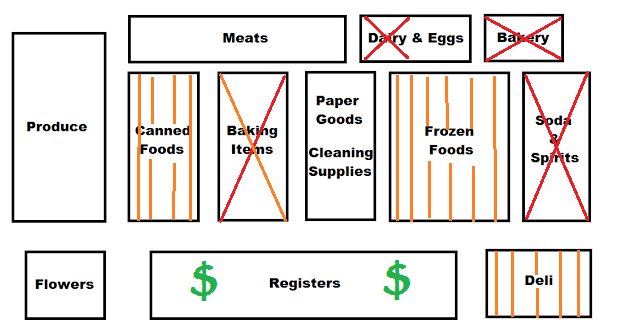 Meats
Dairy & Eggs
Bakery
Produce
Canned
Foods
Baking
Items
Paper
Goods
Cleaning
Supplies
Frozen
Foods
Soda
&
Spirits
Flowers
$
Registers
$
Deli